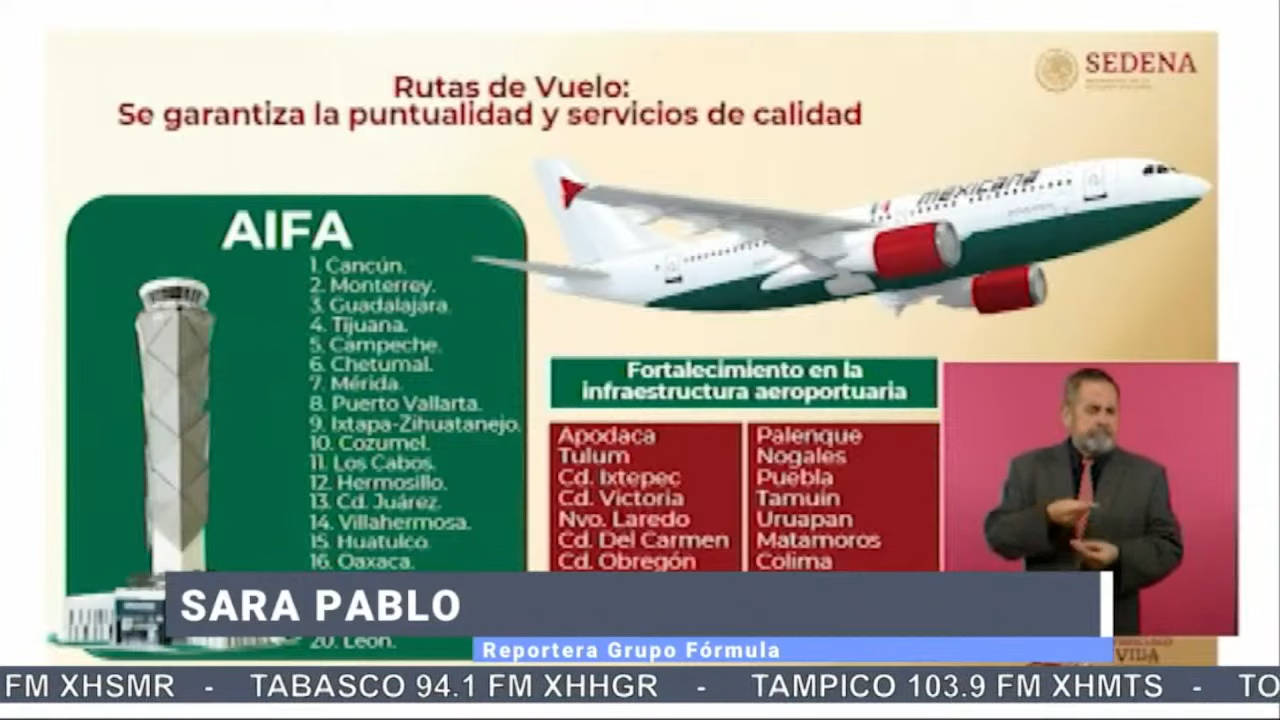 SEDENA
Rutas de Vuelo:
Se garantiza la puntualidad y servicios de calidad
mexicana
AIFA
1. Cancún.
2. Monterrey.
3. Guadalajara.
4. Tijuana.
5. Campeche.
6. Chetumal.
7. Mérida.
8. Puerto Vallarta.
9. Ixtapa-Zihuatanejo.
10. Cozumel.
11. Los Cabos.
12. Hermosillo.
13. Cd. Juárez.
14. Villahermosa.
15. Huatulco.
16. Oaxaca.
20. León.
Fortalecimiento en la
infraestructura aeroportuaria
Apodaca
Tulum
Cd. Ixtepec
Cd. Victoria
Nvo. Laredo
Cd. Del Carmen
Cd. Obregón
Palenque
Nogales
Puebla
Tamuin
Uruapan
Matamoros
Colima
VIDA
SARA PABLO
Reportera Grupo Fórmula
FM XHSMR - TABASCO 94.1 FM XHHGR - TAMPICO 103.9 FM XHMTS - TO